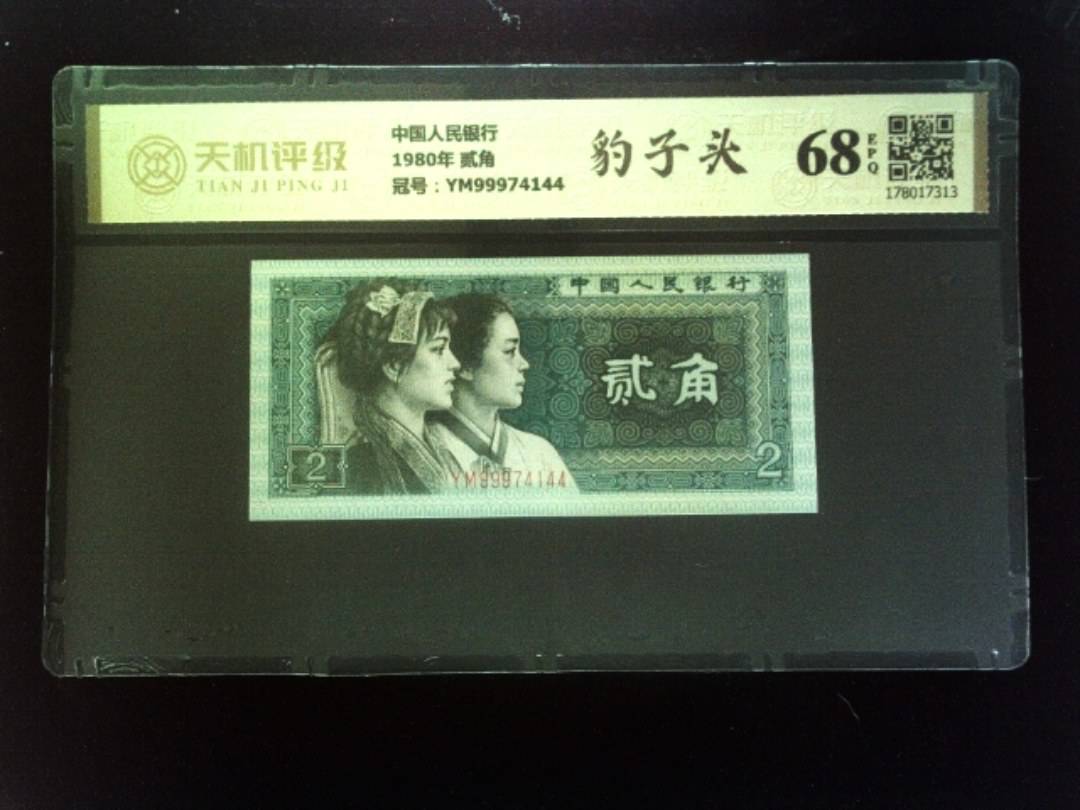 天机评级
TIAN JI PING JI
中国人民银行
1980年 贰角
冠号：YM99974144
豹子头
68
EPQ
178017313
中國人民銀行
贰角
2
2
YM99974144